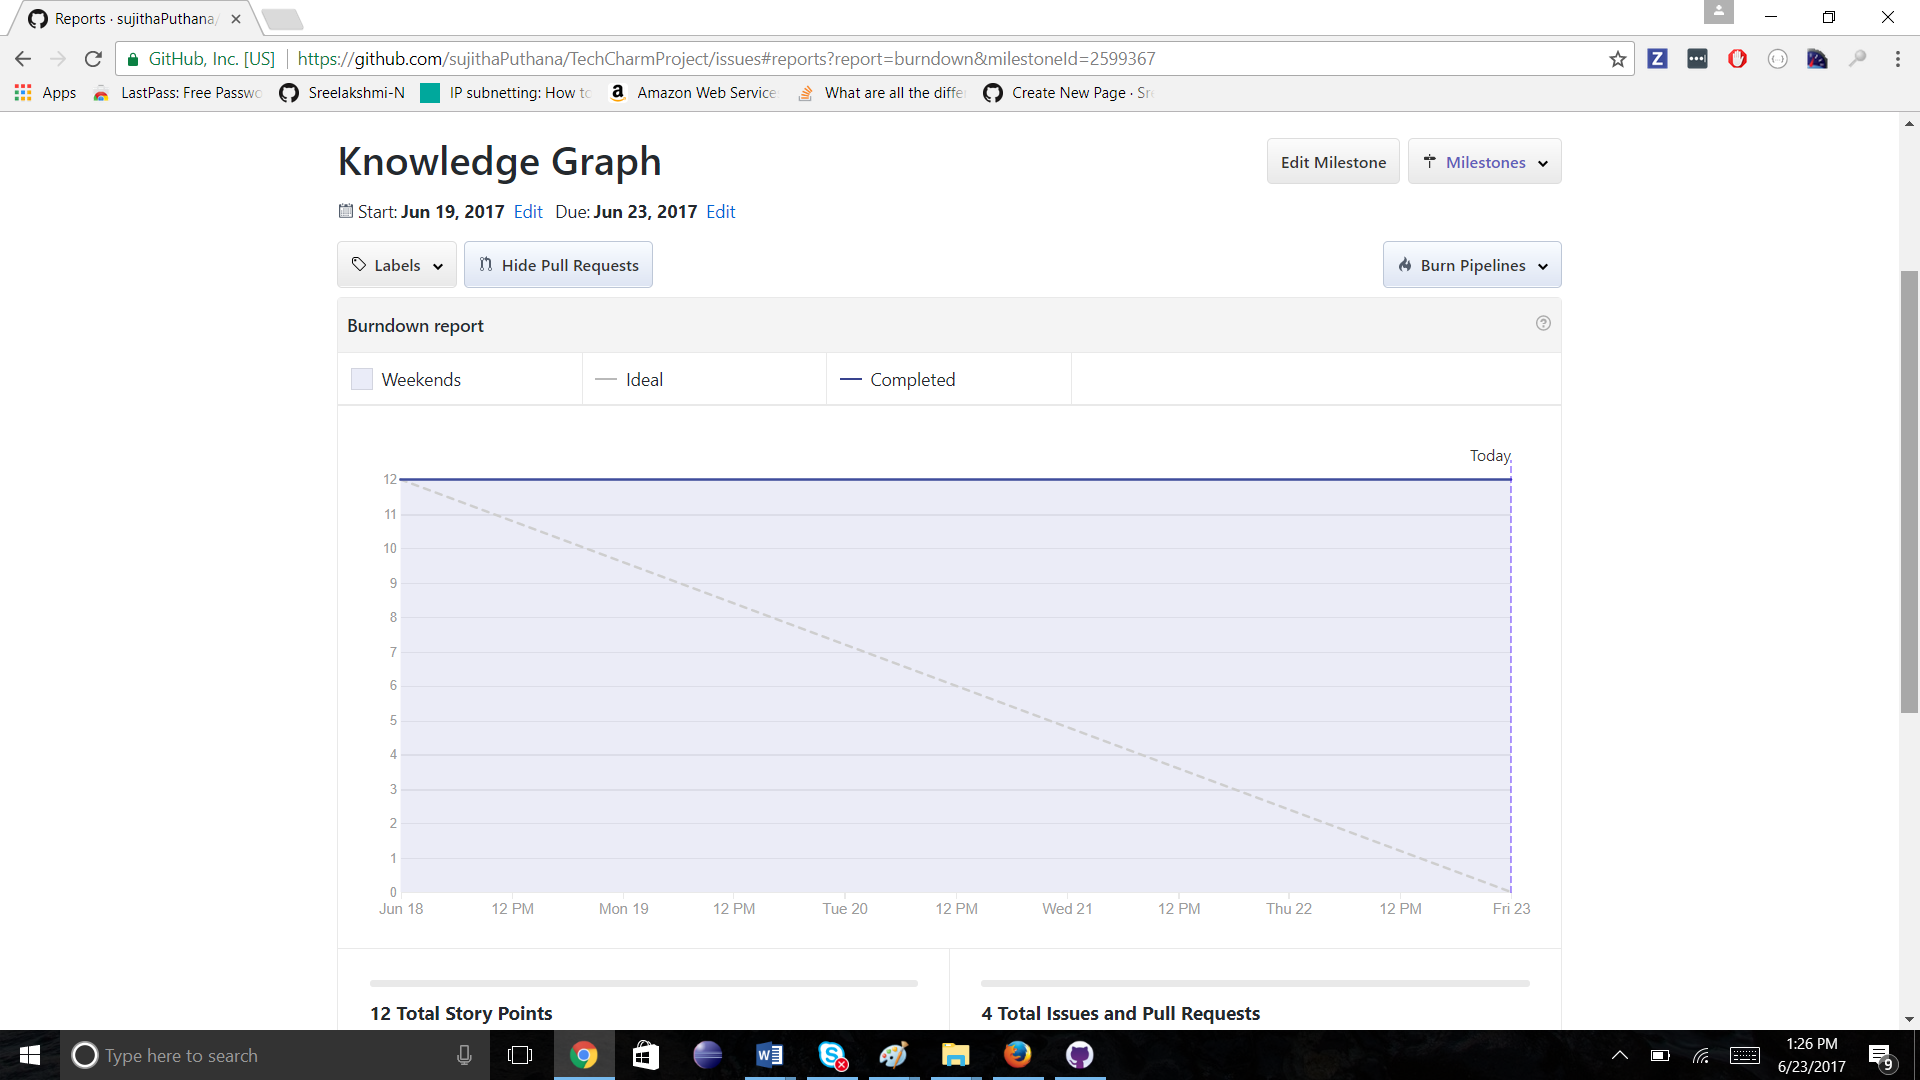 Reports · sujithaPuthana/
GitHub, Inc. [US] https://github.com/sujithaPuthana/TechCharmProject/issues#reports?report=burndown&milestoneId=2599367
Apps LastPass: Free Passwo Sreelakshmi-N IP subnetting: How to Amazon Web Service What are all the diffe Create New Page · Sre
Knowledge Graph
Edit Milestone Milestones
Start: Jun 19, 2017 Edit Due: Jun 23, 2017 Edit
Labels Hide Pull Requests Burn Pipelines
Burndown report
Weekends Ideal Completed
Today
12
11
10
9
8
7
6
5
4
3
2
1
0
Jun 18 12 PM Mon 19 12 PM Tue 20 12 PM Wed 21 12 PM Thu 22 12 PM Fri 23
12 Total Story Points 4 Total Issues and Pull Requests
Type here to search
1:26 PM
6/23/2017
9